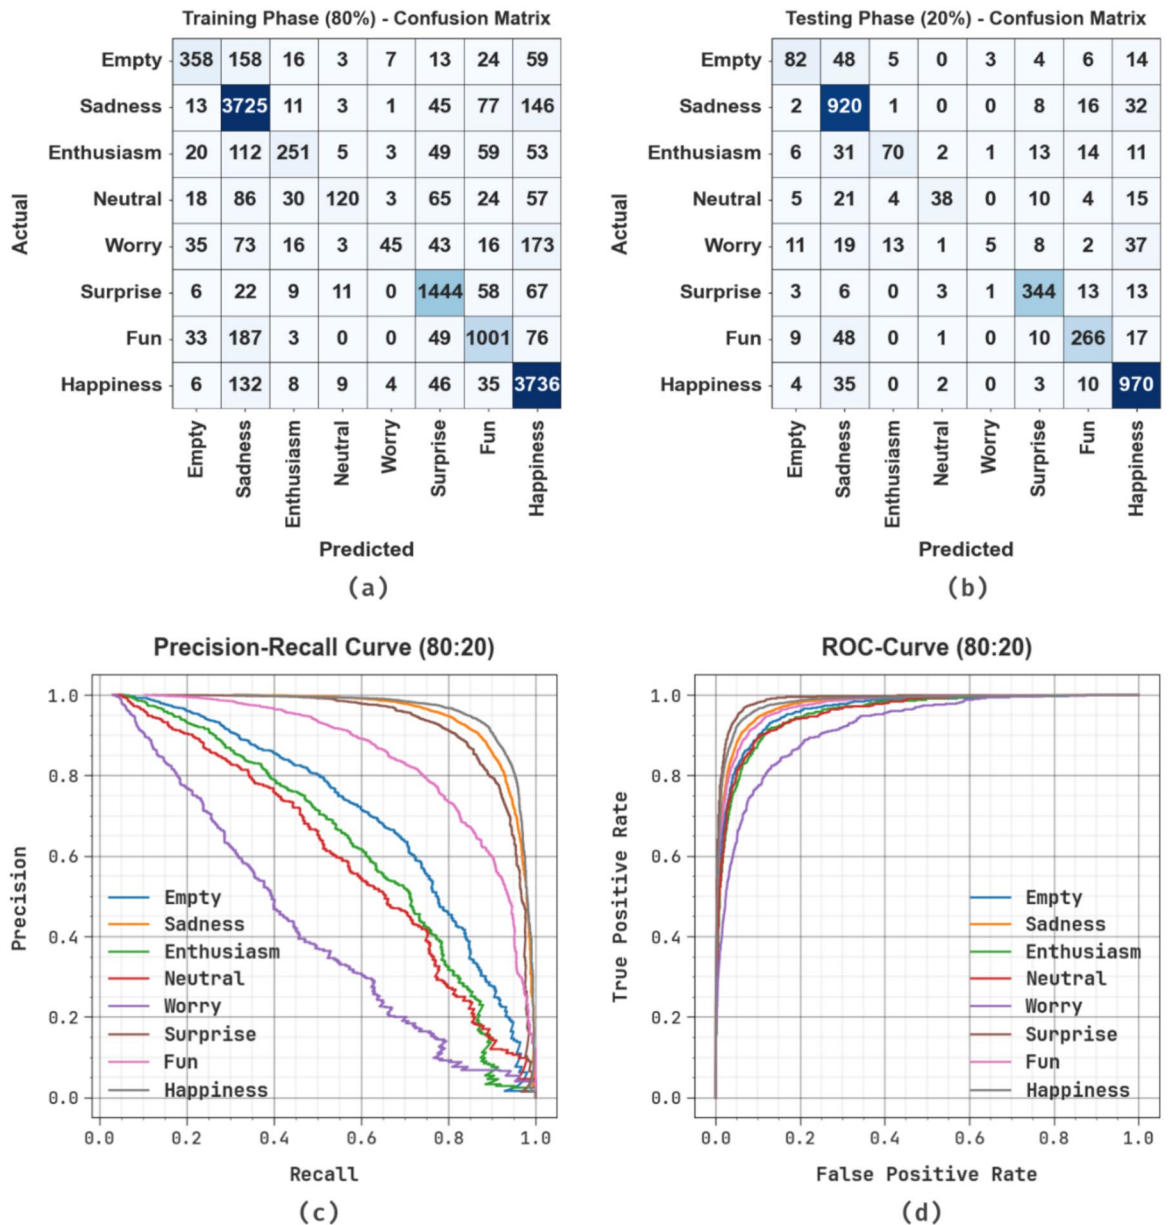 Training Phase (80%) - Confusion Matrix
Actual
Empty 358 158 16 3 7 13 24 59
Sadness 13 3725 11 3 1 45 77 146
Enthusiasm 20 112 251 5 3 49 59 53
Neutral 18 86 30 120 3 65 24 57
Worry 35 73 16 3 45 43 16 173
Surprise 6 22 9 11 0 1444 58 67
Fun 33 187 3 0 0 49 1001 76
Happiness 6 132 8 9 4 46 35 3736
Empty Sadness Enthusiasm Neutral Worry Surprise Fun Happiness
Predicted
(a)
Testing Phase (20%) - Confusion Matrix
Actual
Empty 82 48 5 0 3 4 6 14
Sadness 2 920 1 0 0 8 16 32
Enthusiasm 6 31 70 2 1 13 14 11
Neutral 5 21 4 38 0 10 4 15
Worry 11 19 13 1 5 8 2 37
Surprise 3 6 0 3 1 344 13 13
Fun 9 48 0 1 0 10 266 17
Happiness 4 35 0 2 0 3 10 970
Empty Sadness Enthusiasm Neutral Worry Surprise Fun Happiness
Predicted
(b)
Precision-Recall Curve (80:20)
Precision
1.0
0.8
0.6
0.4
0.2
0.0
Empty
Sadness
Enthusiasm
Neutral
Worry
Surprise
Fun
Happiness
0.0 0.2 0.4 0.6 0.8 1.0
Recall
(c)
ROC-Curve (80:20)
True Positive Rate
1.0
0.8
0.6
0.4
0.2
0.0
Empty
Sadness
Enthusiasm
Neutral
Worry
Surprise
Fun
Happiness
0.0 0.2 0.4 0.6 0.8 1.0
False Positive Rate
(d)